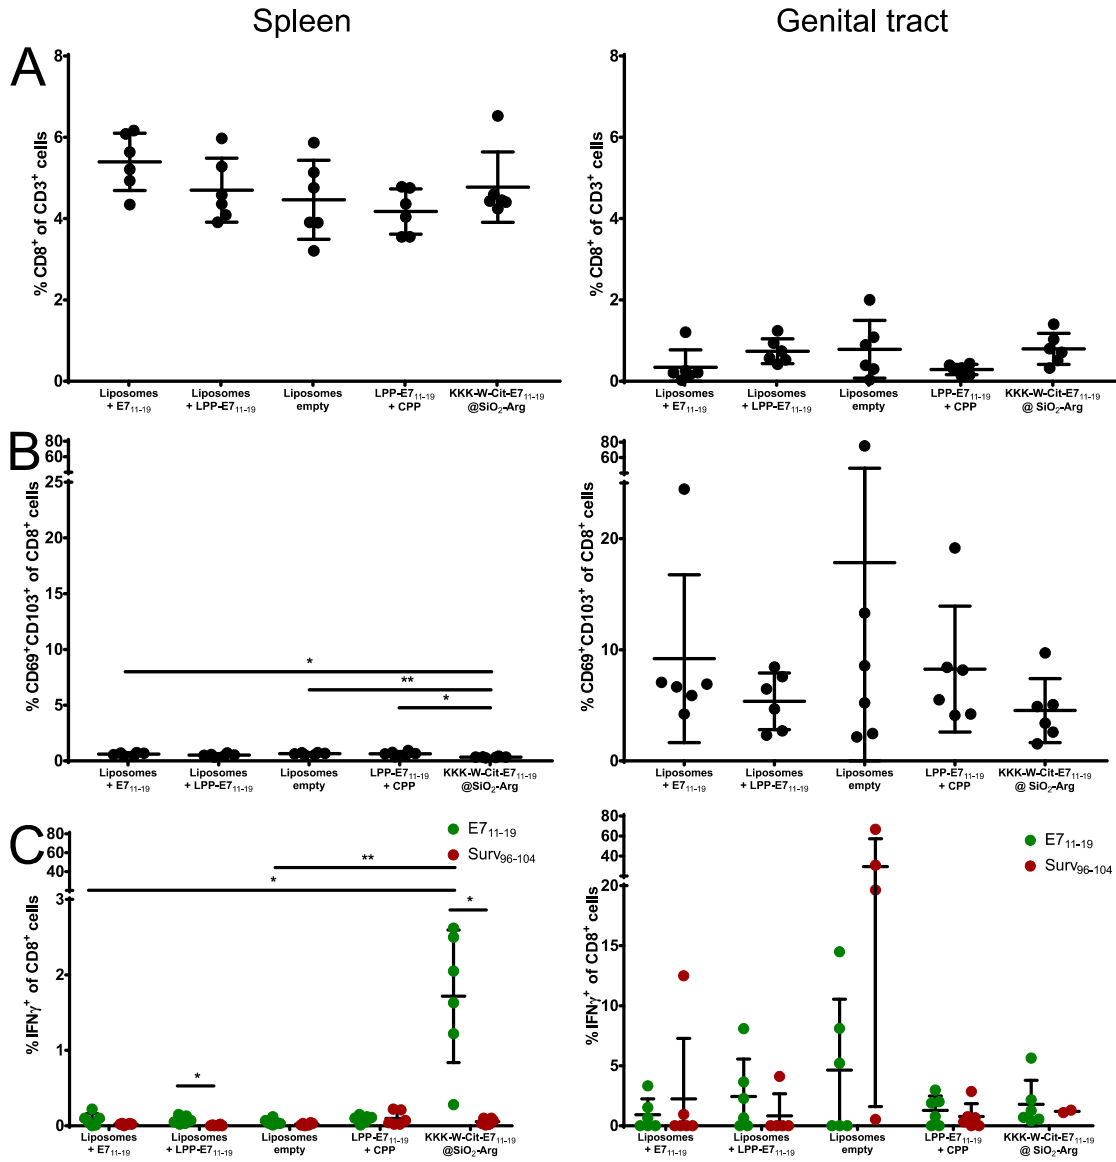 Spleen
Genital tract
A
8
6
4
2
0
% CD8+ of CD3+ cells
Liposomes + E7₁₁₋₁₉
Liposomes + LPP-E7₁₁₋₁₉
Liposomes empty
LPP-E7₁₁₋₁₉ + CPP
KKK-W-Cit-E7₁₁₋₁₉ @SiO₂-Arg
8
6
4
2
0
% CD8+ of CD3+ cells
Liposomes + E7₁₁₋₁₉
Liposomes + LPP-E7₁₁₋₁₉
Liposomes empty
LPP-E7₁₁₋₁₉ + CPP
KKK-W-Cit-E7₁₁₋₁₉ @ SiO₂-Arg
B
80
60
40
25
20
15
10
5
0
% CD69+CD103+ of CD8+ cells
*
**
*
Liposomes + E7₁₁₋₁₉
Liposomes + LPP-E7₁₁₋₁₉
Liposomes empty
LPP-E7₁₁₋₁₉ + CPP
KKK-W-Cit-E7₁₁₋₁₉ @SiO₂-Arg
80
60
40
20
10
0
% CD69+CD103+ of CD8+ cells
Liposomes + E7₁₁₋₁₉
Liposomes + LPP-E7₁₁₋₁₉
Liposomes empty
LPP-E7₁₁₋₁₉ + CPP
KKK-W-Cit-E7₁₁₋₁₉ @ SiO₂-Arg
C
80
60
40
20
3
2
1
0
% IFNγ+ of CD8+ cells
E7₁₁₋₁₉
Surv₉₆₋₁₀₄
**
*
*
*
Liposomes + E7₁₁₋₁₉
Liposomes + LPP-E7₁₁₋₁₉
Liposomes empty
LPP-E7₁₁₋₁₉ + CPP
KKK-W-Cit-E7₁₁₋₁₉ @SiO₂-Arg
80
60
40
20
15
10
5
0
% IFNγ+ of CD8+ cells
E7₁₁₋₁₉
Surv₉₆₋₁₀₄
Liposomes + E7₁₁₋₁₉
Liposomes + LPP-E7₁₁₋₁₉
Liposomes empty
LPP-E7₁₁₋₁₉ + CPP
KKK-W-Cit-E7₁₁₋₁₉ @SiO₂-Arg